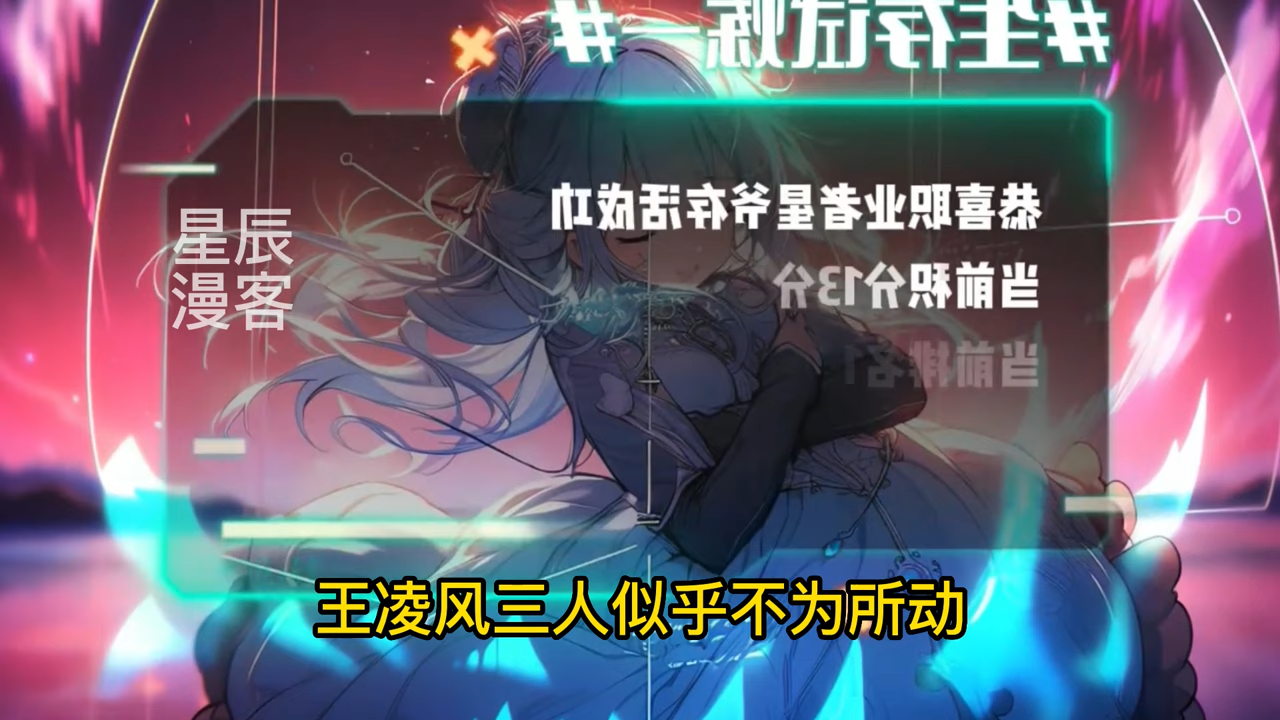 #生存试炼一#
恭喜职业者星爷存活成功
当前积分13分
当前排名1
星辰
漫客
王凌风三人似乎不为所动